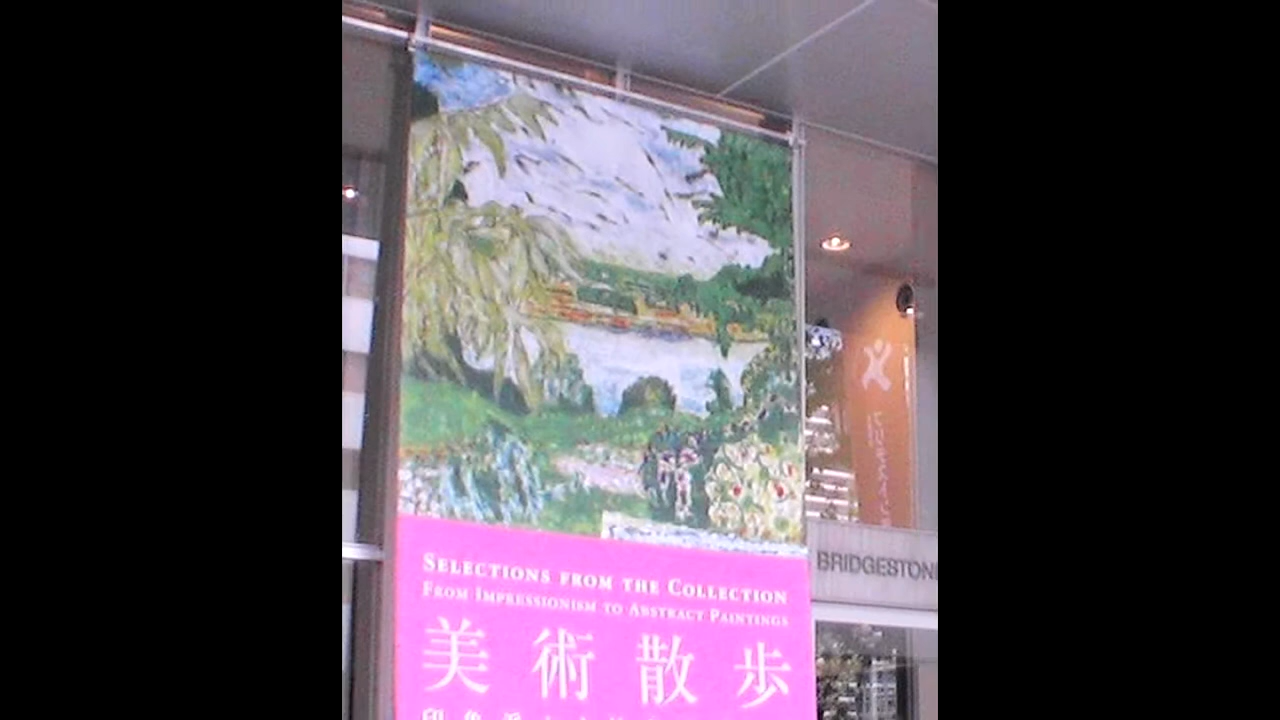 SELECTIONS FROM THE COLLECTION
FROM IMPRESSIONISM TO ABSTRACT PAINTINGS
美術散歩
BRIDGESTONE